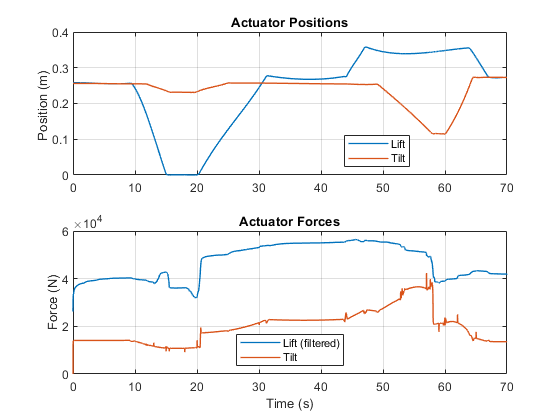 Actuator Positions
0.4
0.3
0.2
0.1
0
Position (m)
Lift
Tilt
0 10 20 30 40 50 60 70
Actuator Forces
×10⁴
6
4
2
0
Force (N)
Lift (filtered)
Tilt
0 10 20 30 40 50 60 70
Time (s)